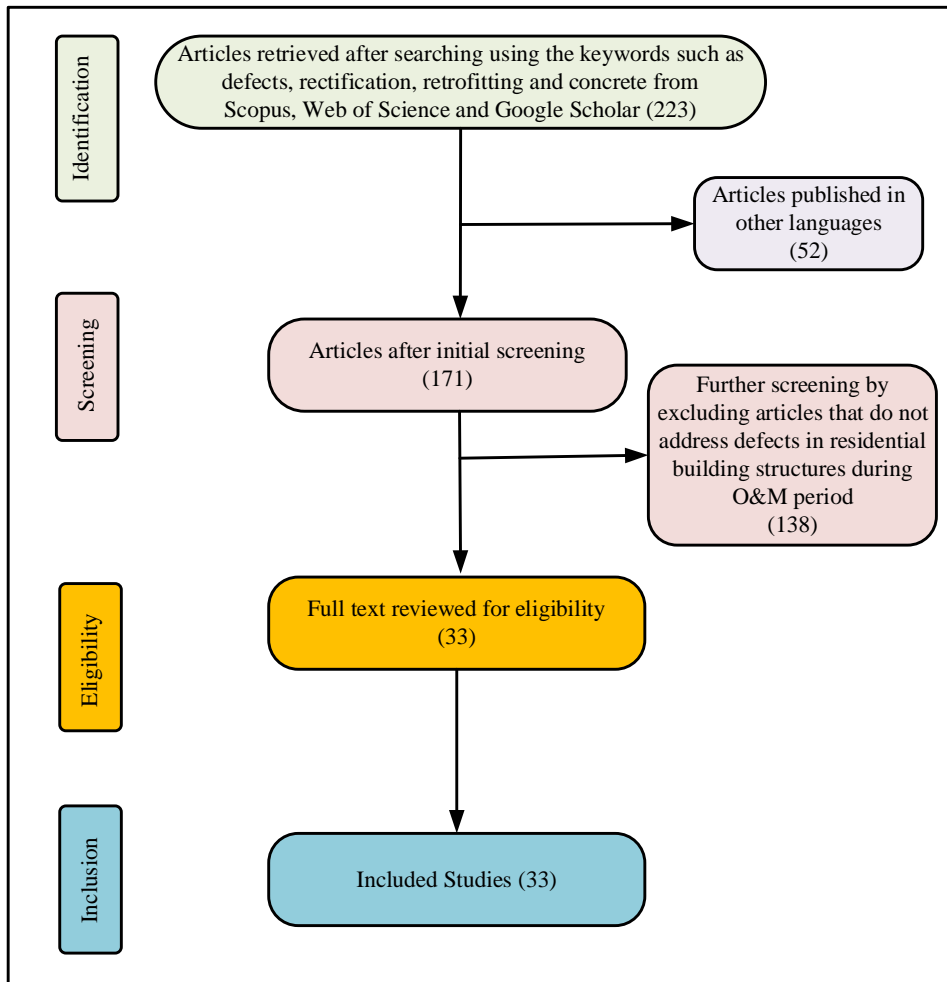 Identification
Articles retrieved after searching using the keywords such as
defects, rectification, retrofitting and concrete from
Scopus, Web of Science and Google Scholar (223)
Articles published in
other languages
(52)
Screening
Articles after initial screening
(171)
Further screening by
excluding articles that do not
address defects in residential
building structures during
O&M period
(138)
Eligibility
Full text reviewed for eligibility
(33)
Inclusion
Included Studies (33)